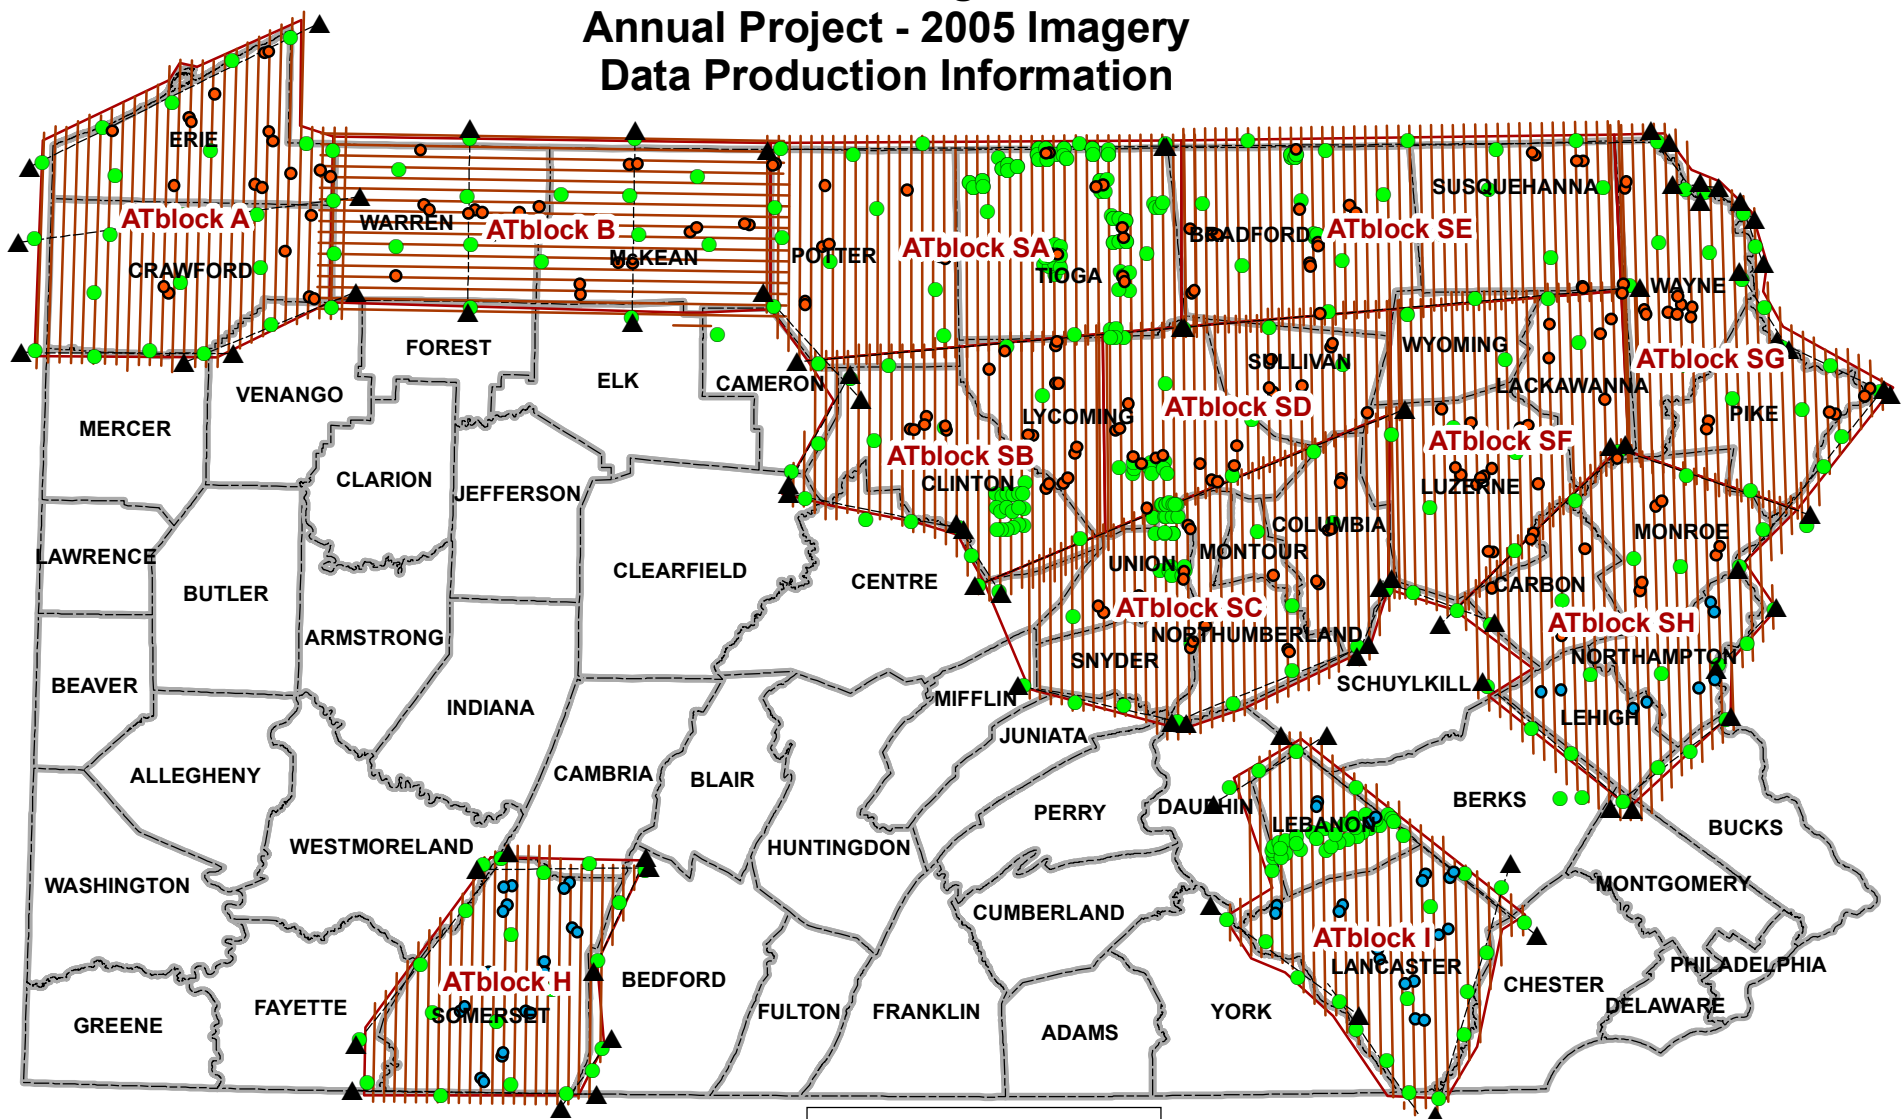 Annual Project - 2005 Imagery
Data Production Information
ERIE
ATblock A
WARREN
ATblock B
McKEAN
CRAWFORD
POTTER
ATblock SA
TIOGA
BRADFORD
ATblock SE
SUSQUEHANNA
WAYNE
FOREST
VENANGO
ELK
CAMERON
SULLIVAN
WYOMING
LACKAWANNA
ATblock SG
PIKE
MERCER
LYCOMING
ATblock SD
ATblock SF
CLARION
JEFFERSON
ATblock SB
CLINTON
LUZERNE
LAWRENCE
BUTLER
CLEARFIELD
CENTRE
UNION
MONTOUR
COLUMBIA
MONROE
CARBON
ARMSTRONG
ATblock SC
NORTHUMBERLAND
ATblock SH
NORTHAMPTON
BEAVER
INDIANA
SNYDER
MIFFLIN
JUNIATA
SCHUYLKILL
LEHIGH
ALLEGHENY
CAMBRIA
BLAIR
PERRY
DAUPHIN
LEBANON
BERKS
BUCKS
WESTMORELAND
HUNTINGDON
WASHINGTON
CUMBERLAND
MONTGOMERY
ATblock I
LANCASTER
PHILADELPHIA
ATblock H
SOMERSET
BEDFORD
CHESTER
DELAWARE
GREENE
FAYETTE
FULTON
FRANKLIN
ADAMS
YORK